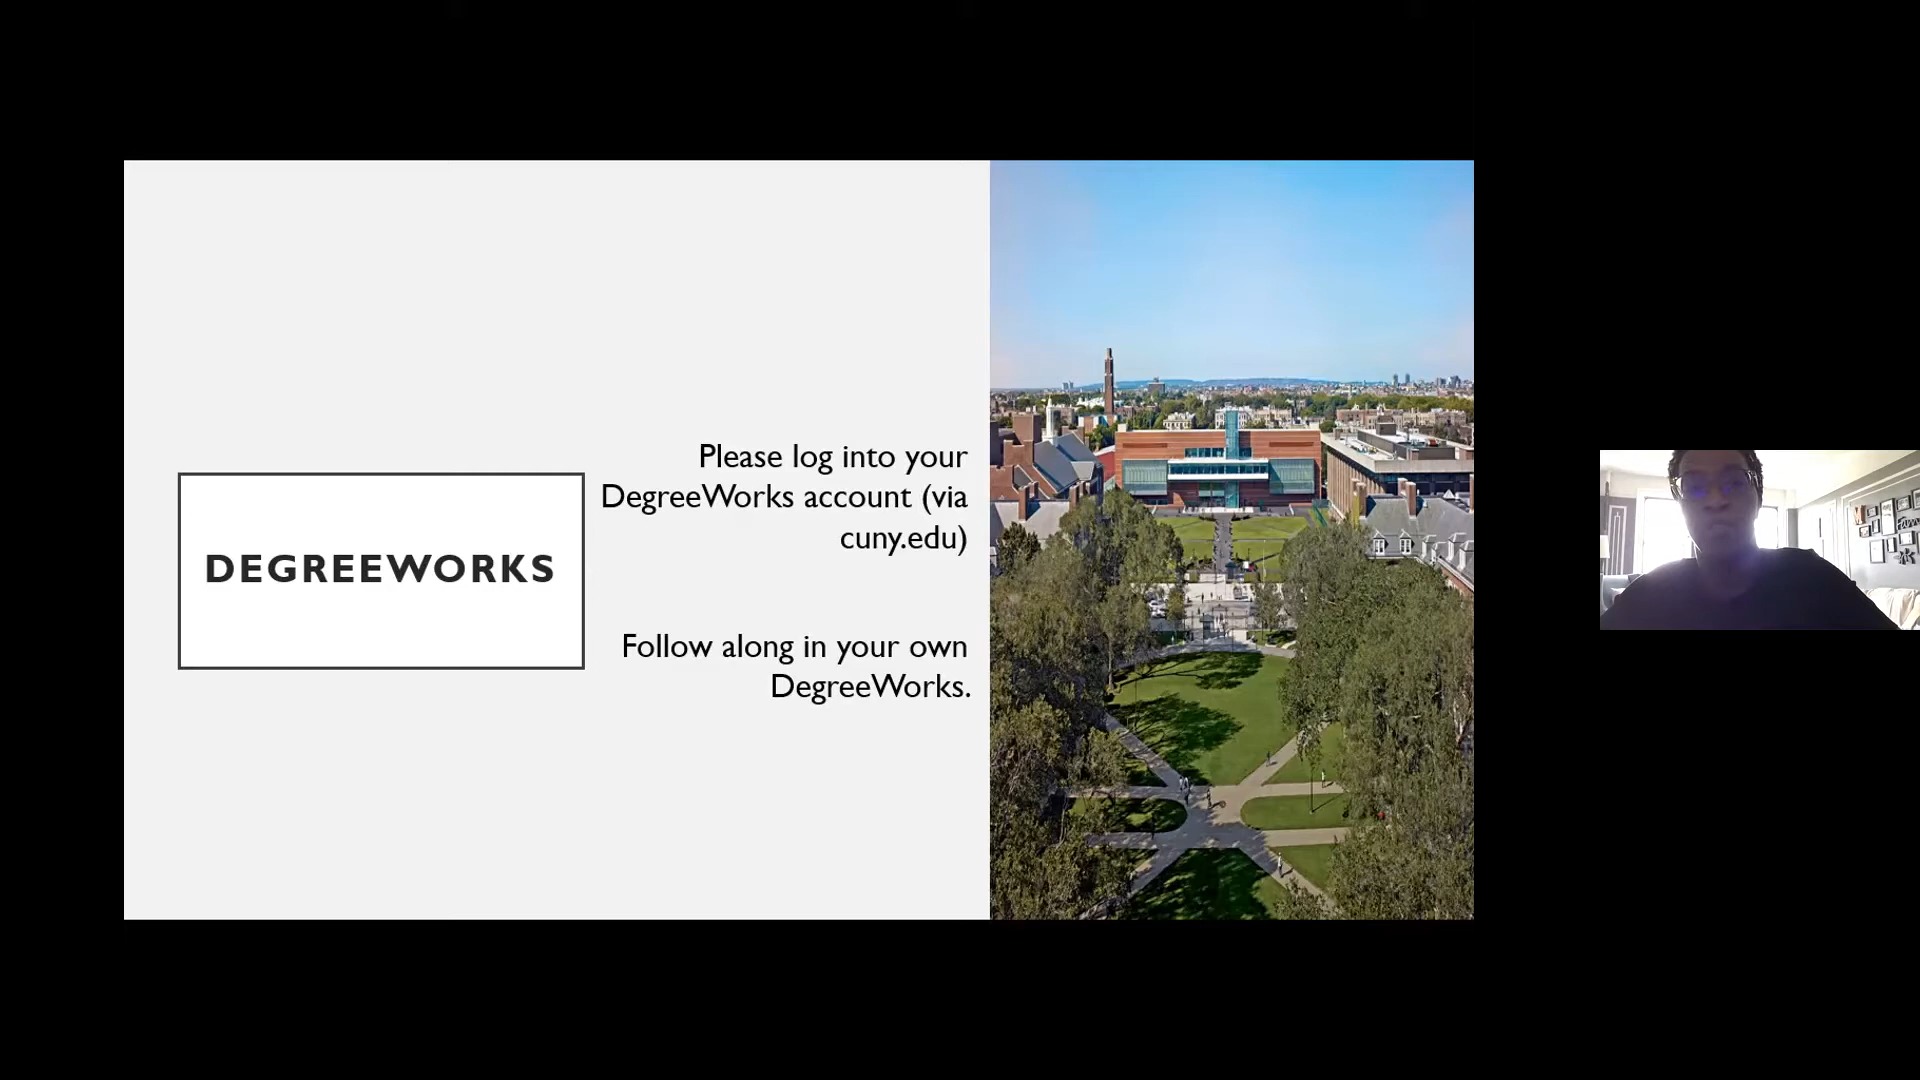 DEGREEWORKS
Please log into your
DegreeWorks account (via
cuny.edu)
Follow along in your own
DegreeWorks.